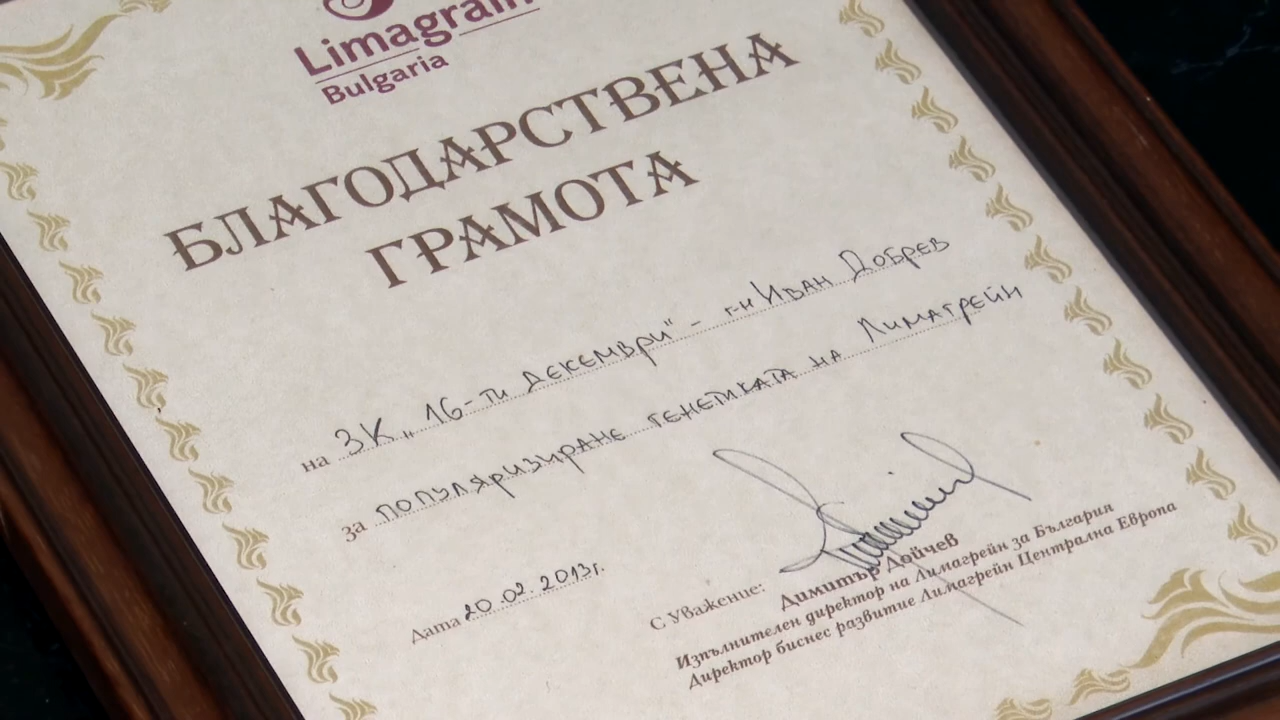 Limagrain
Bulgaria
БЛАГОДАРСТВЕНА
ГРАМОТА
на ЗК „16-ти декември" - г-н Иван Добрев
за популяризиране генетиката на Лимагрейн
Дата 20.02.2013г.
С Уважение:
Димитър Дойчев
Изпълнителен директор на Лимагрейн за България
Директор бизнес развитие Лимагрейн Централна Европа